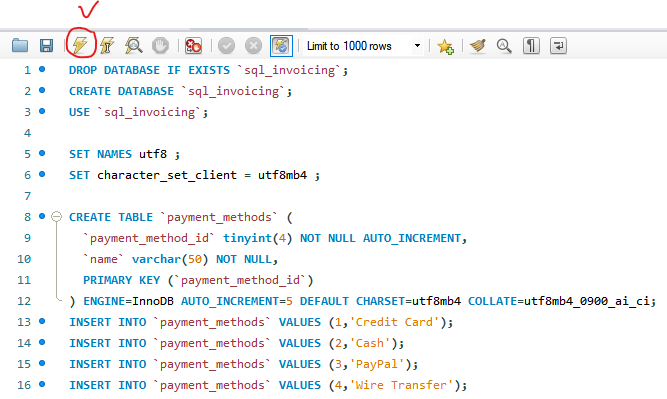 Limit to 1000 rows
1 DROP DATABASE IF EXISTS `sql_invoicing`;
2 CREATE DATABASE `sql_invoicing`;
3 USE `sql_invoicing`;
4
5 SET NAMES utf8 ;
6 SET character_set_client = utf8mb4 ;
7
8 CREATE TABLE `payment_methods` (
9 `payment_method_id` tinyint(4) NOT NULL AUTO_INCREMENT,
10 `name` varchar(50) NOT NULL,
11 PRIMARY KEY (`payment_method_id`)
12 ) ENGINE=InnoDB AUTO_INCREMENT=5 DEFAULT CHARSET=utf8mb4 COLLATE=utf8mb4_0900_ai_ci;
13 INSERT INTO `payment_methods` VALUES (1,'Credit Card');
14 INSERT INTO `payment_methods` VALUES (2,'Cash');
15 INSERT INTO `payment_methods` VALUES (3,'PayPal');
16 INSERT INTO `payment_methods` VALUES (4,'Wire Transfer');